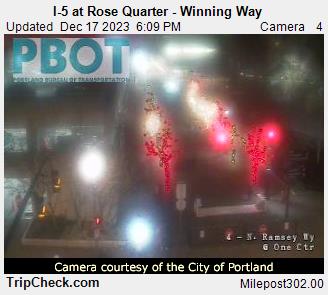 I-5 at Rose Quarter - Winning Way
Updated Dec 17 2023 6:09 PM Camera 4
PBOT
PORTLAND BUREAU OF TRANSPORTATION
4 - N. Ramsey Wy
@ One Ctr
Camera courtesy of the City of Portland
TripCheck.com Milepost302.00